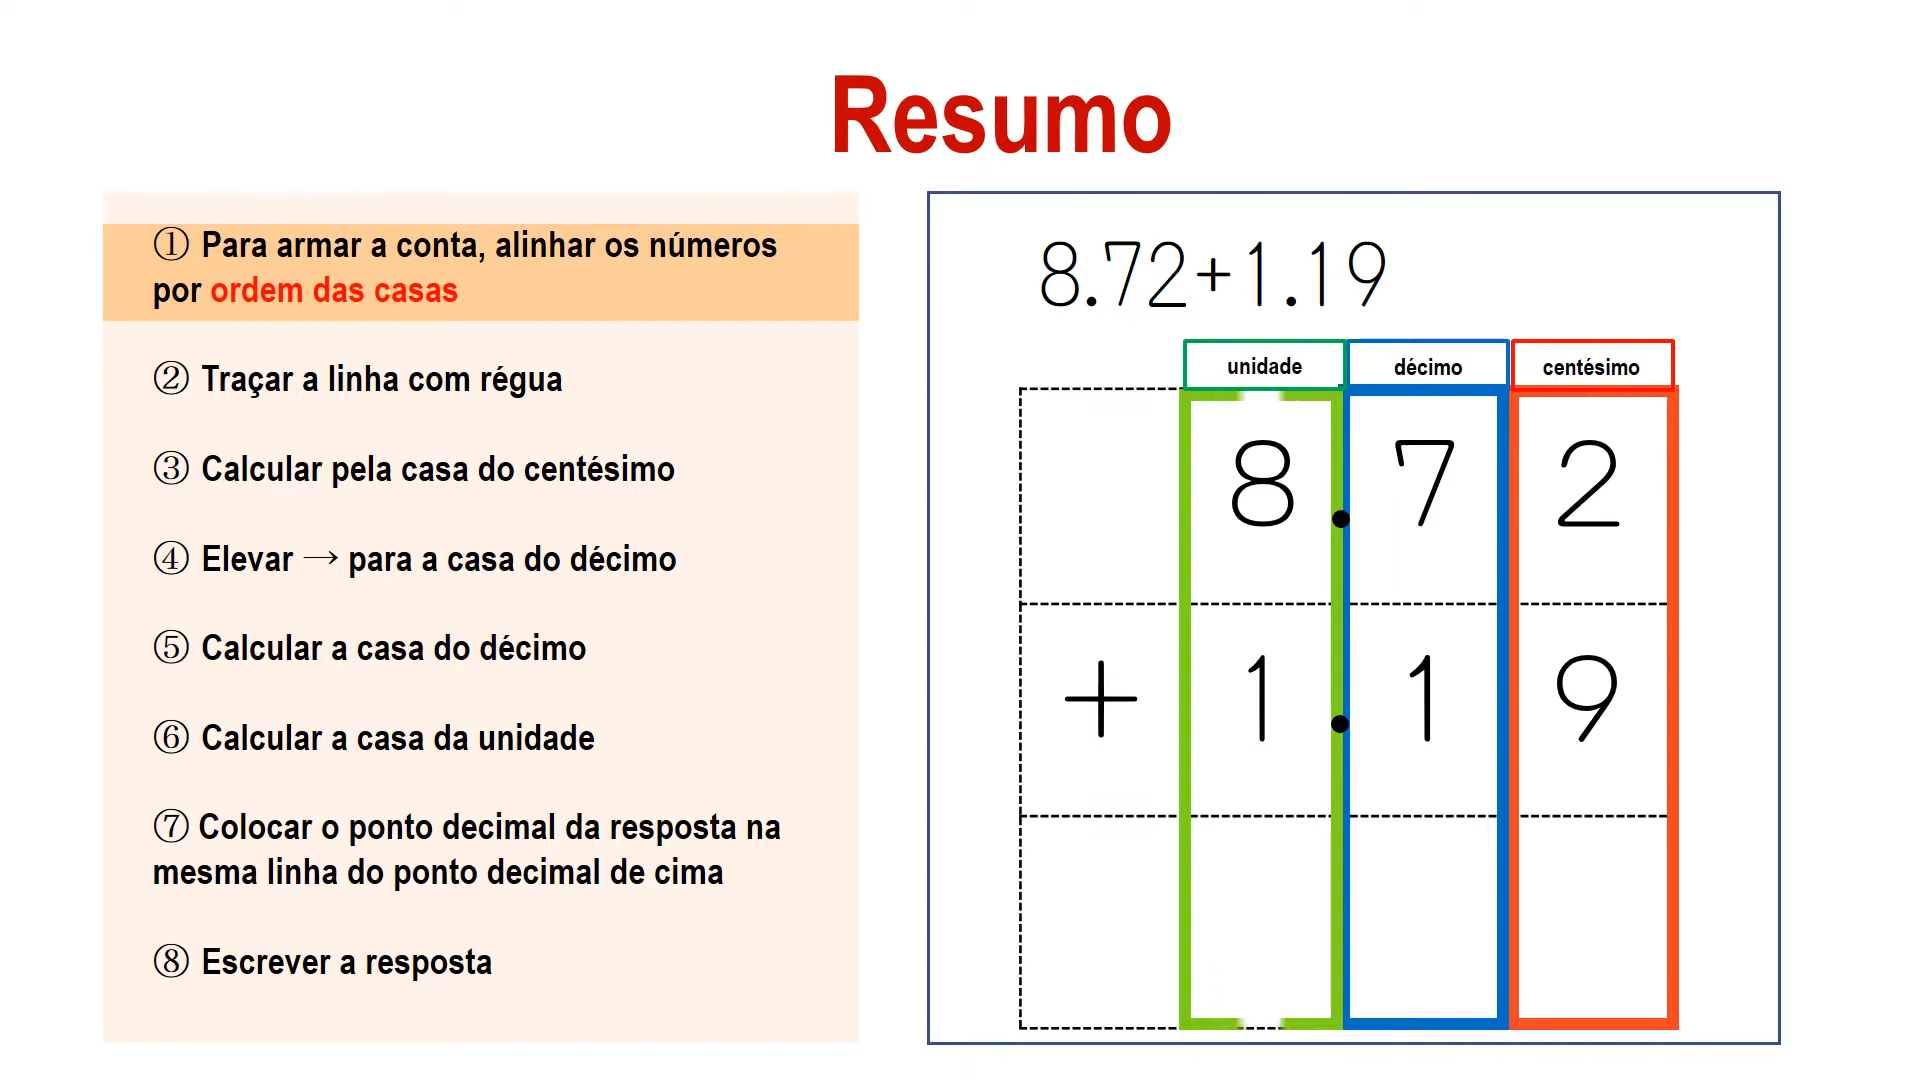 Resumo
① Para armar a conta, alinhar os números
por ordem das casas
② Traçar a linha com régua
③ Calcular pela casa do centésimo
④ Elevar → para a casa do décimo
⑤ Calcular a casa do décimo
⑥ Calcular a casa da unidade
⑦ Colocar o ponto decimal da resposta na
mesma linha do ponto decimal de cima
⑧ Escrever a resposta
8.72+1.19
unidade décimo centésimo
8.72
+1.19